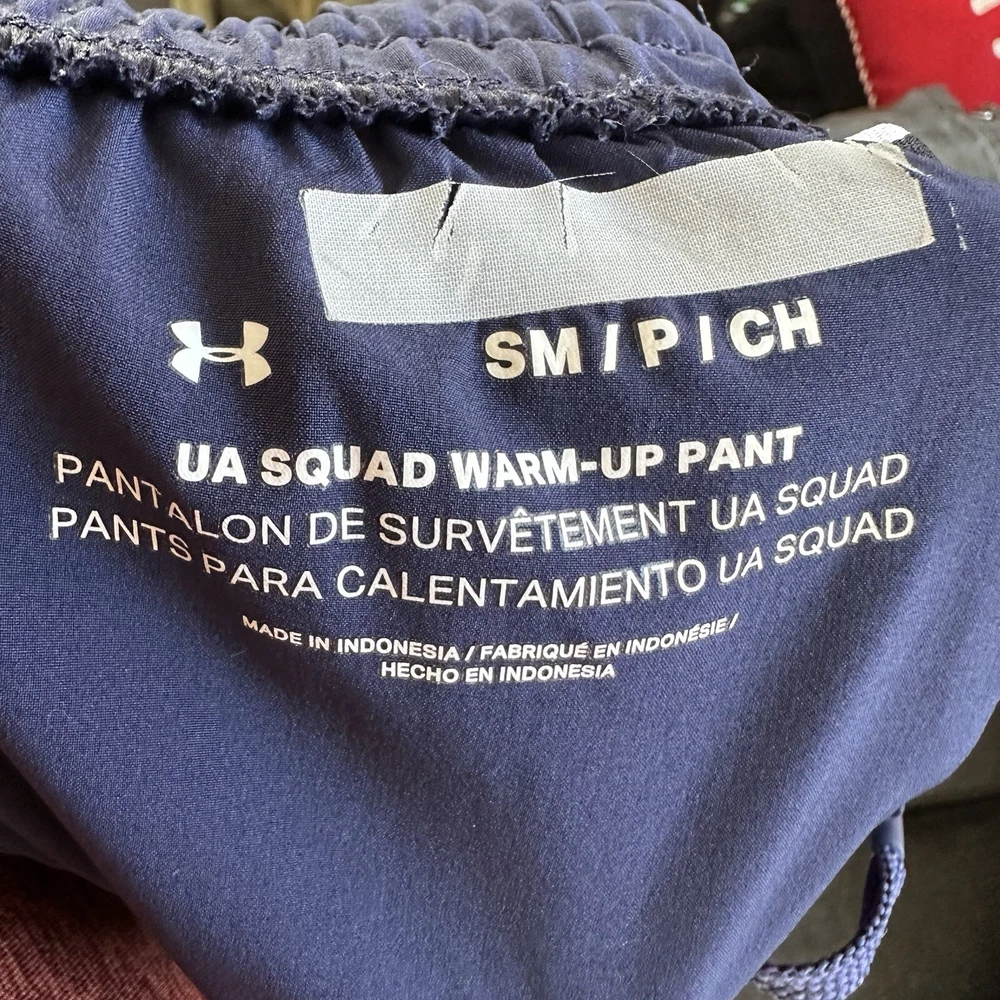 SM / P / CH
UA SQUAD WARM-UP PANT
PANTALON DE SURVÊTEMENT UA SQUAD
PANTS PARA CALENTAMIENTO UA SQUAD
MADE IN INDONESIA / FABRIQUÉ EN INDONÉSIE /
HECHO EN INDONESIA